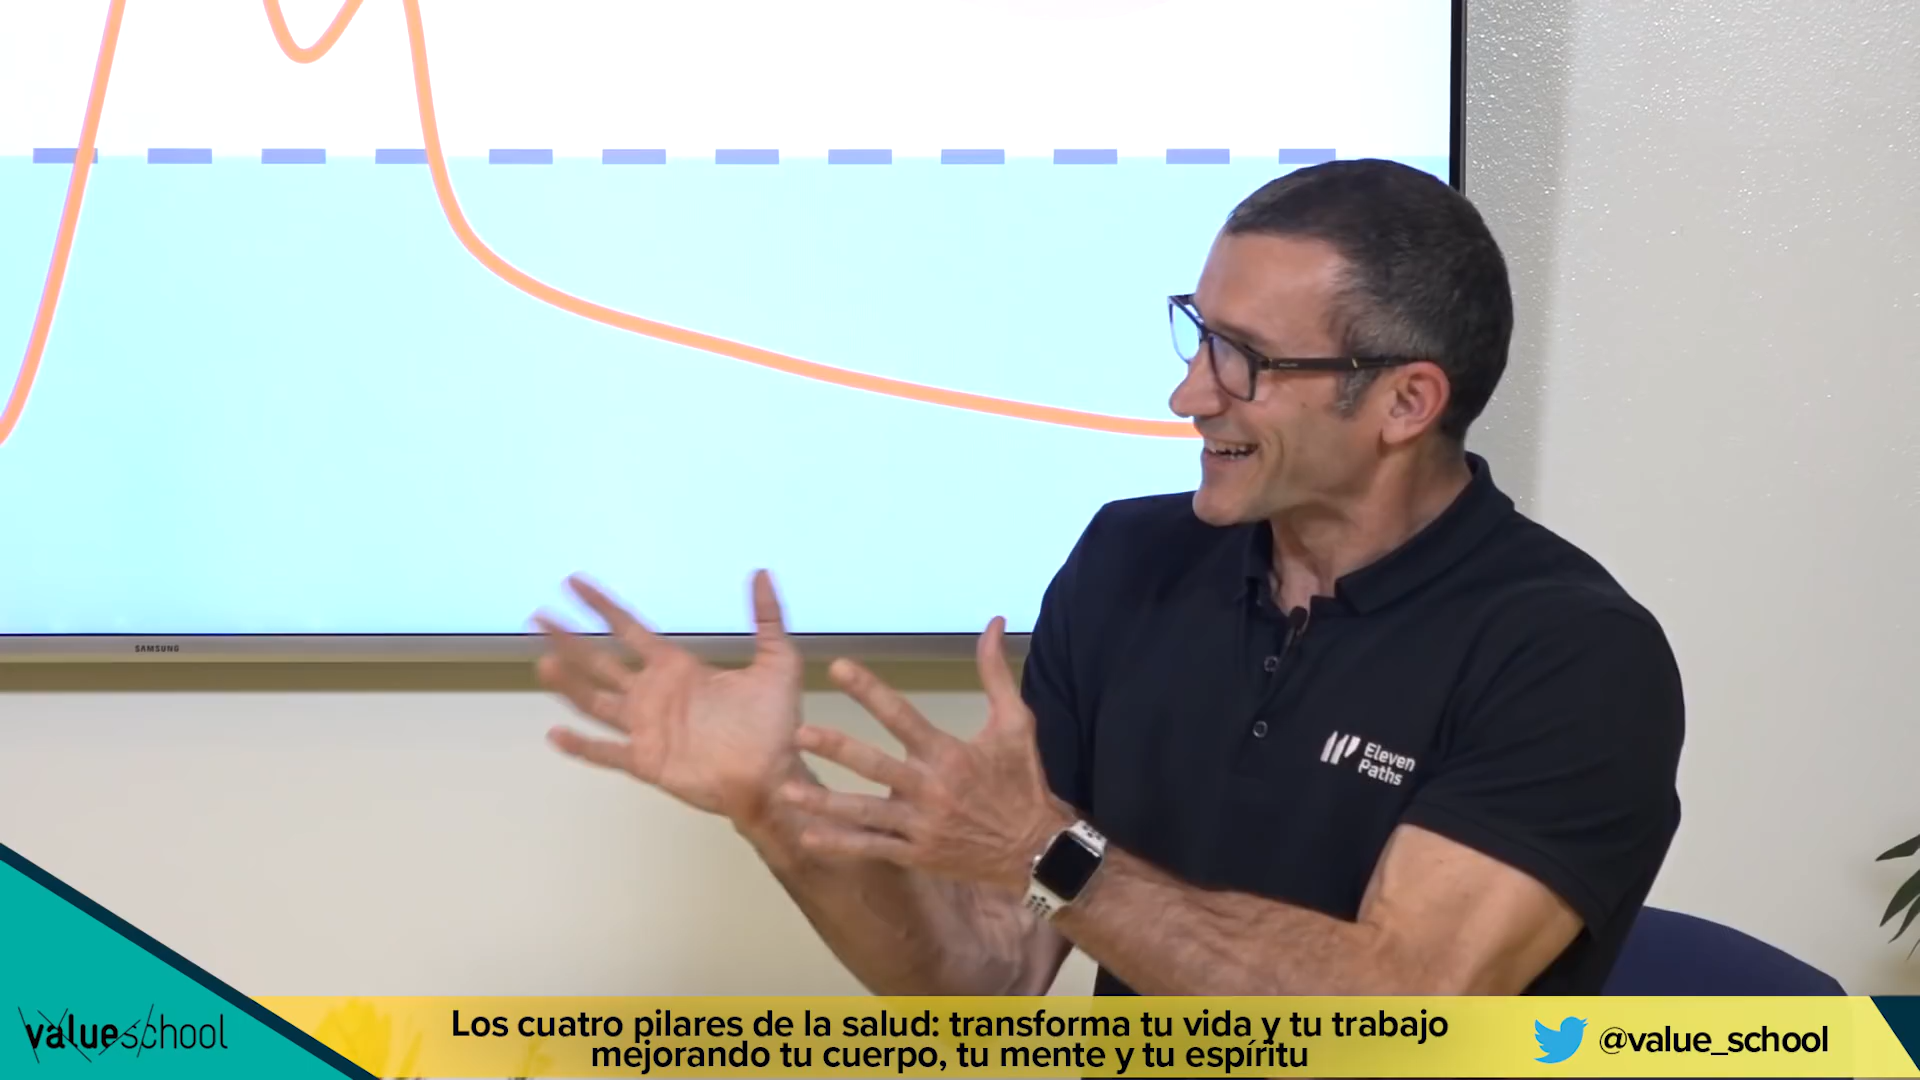 SAMSUNG
Eleven
Paths
valueschool
Los cuatro pilares de la salud: transforma tu vida y tu trabajo
mejorando tu cuerpo, tu mente y tu espíritu
@value_school